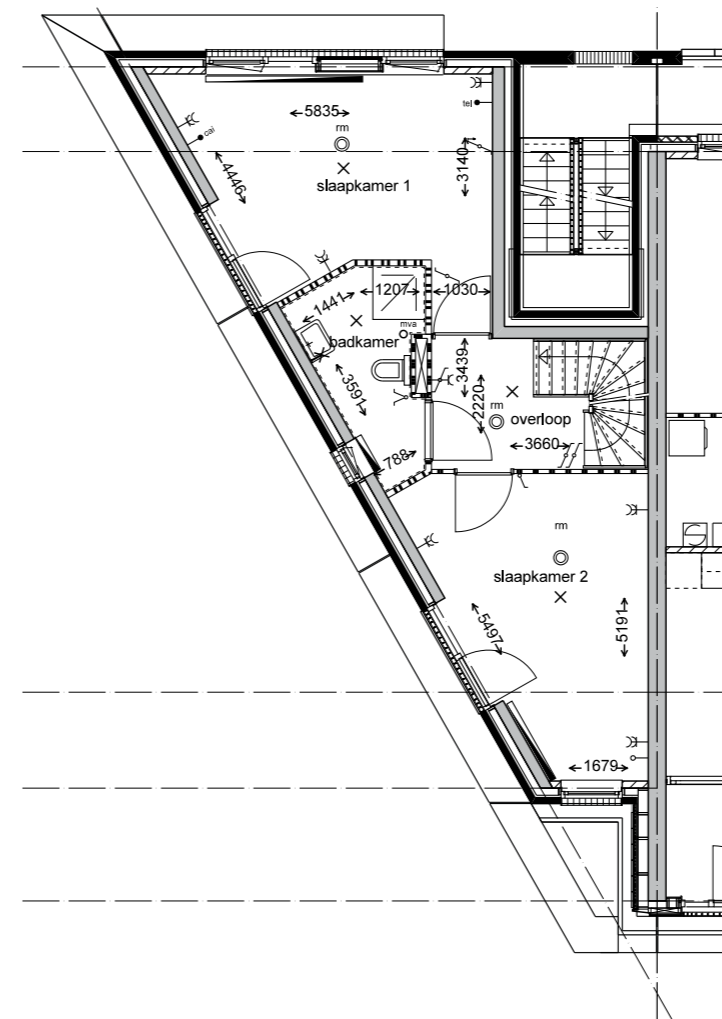 5835
rm
tel
cai
4446
3140
slaapkamer 1
1207
1030
1441
mva
badkamer
3439
3591
2220
rm
overloop
3660
788
rm
slaapkamer 2
5497
5191
1679